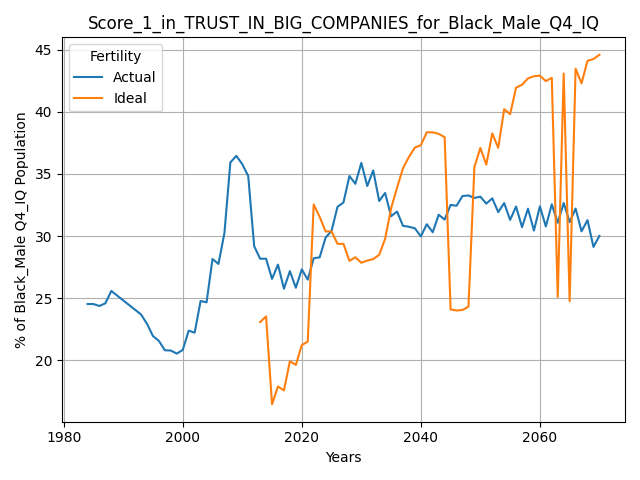 Score_1_in_TRUST_IN_BIG_COMPANIES_for_Black_Male_Q4_IQ
Fertility
Actual
Ideal
% of Black_Male Q4_IQ Population
45
40
35
30
25
20
1980
2000
2020
2040
2060
Years